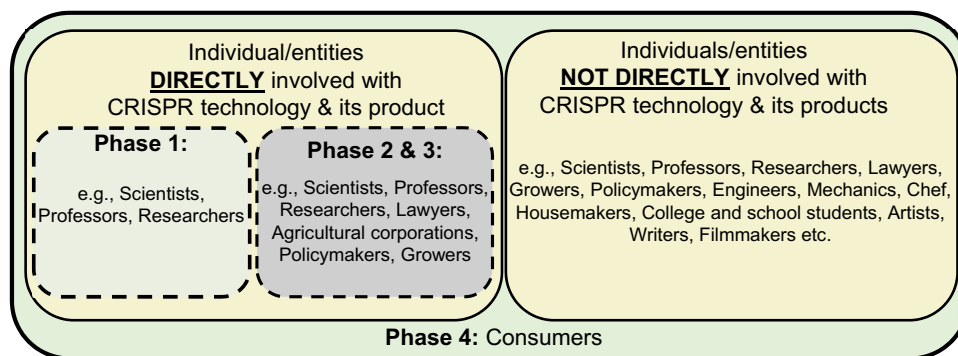 Individual/entities
DIRECTLY involved with
CRISPR technology & its product
Phase 1:
e.g., Scientists,
Professors, Researchers
Phase 2 & 3:
e.g., Scientists, Professors,
Researchers, Lawyers,
Agricultural corporations,
Policymakers, Growers
Individuals/entities
NOT DIRECTLY involved with
CRISPR technology & its products
e.g., Scientists, Professors, Researchers, Lawyers,
Growers, Policymakers, Engineers, Mechanics, Chef,
Housemakers, College and school students, Artists,
Writers, Filmmakers etc.
Phase 4: Consumers